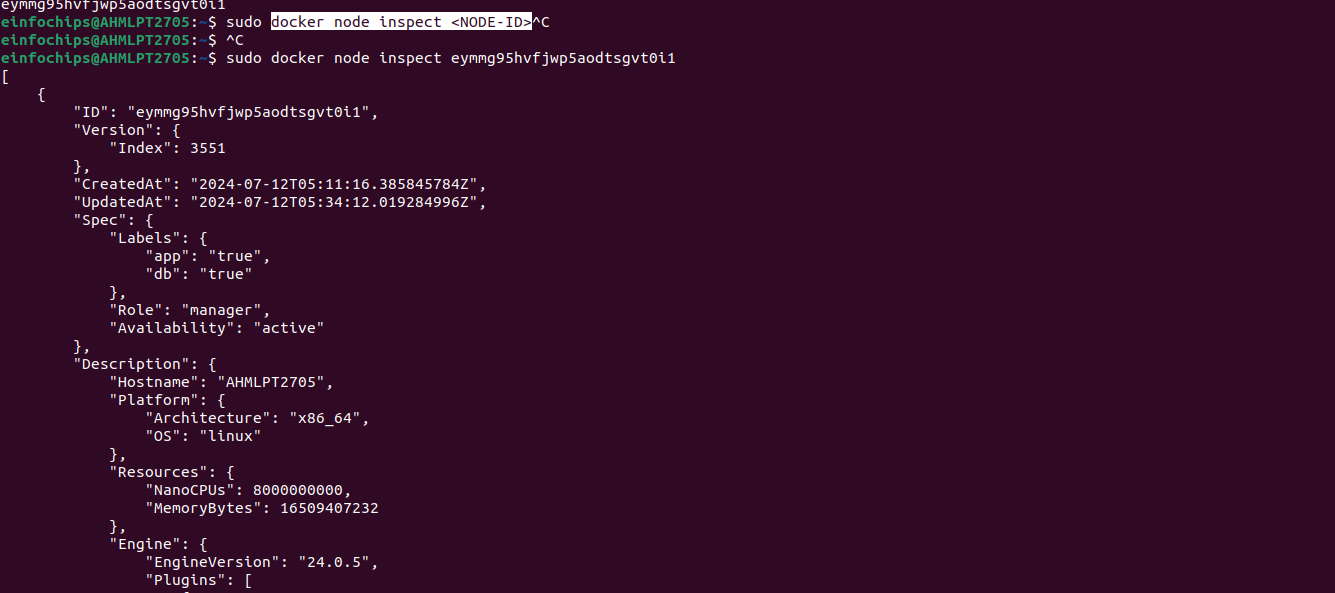 eymmg95hvfjwp5aodtsgvt0i1
einfochips@AHMLPT2705:~$ sudo docker node inspect <NODE-ID>^C
einfochips@AHMLPT2705:~$ ^C
einfochips@AHMLPT2705:~$ sudo docker node inspect eymmg95hvfjwp5aodtsgvt0i1
[
    {
        "ID": "eymmg95hvfjwp5aodtsgvt0i1",
        "Version": {
            "Index": 3551
        },
        "CreatedAt": "2024-07-12T05:11:16.385845784Z",
        "UpdatedAt": "2024-07-12T05:34:12.019284996Z",
        "Spec": {
            "Labels": {
                "app": "true",
                "db": "true"
            },
            "Role": "manager",
            "Availability": "active"
        },
        "Description": {
            "Hostname": "AHMLPT2705",
            "Platform": {
                "Architecture": "x86_64",
                "OS": "linux"
            },
            "Resources": {
                "NanoCPUs": 8000000000,
                "MemoryBytes": 16509407232
            },
            "Engine": {
                "EngineVersion": "24.0.5",
                "Plugins": [
                    {